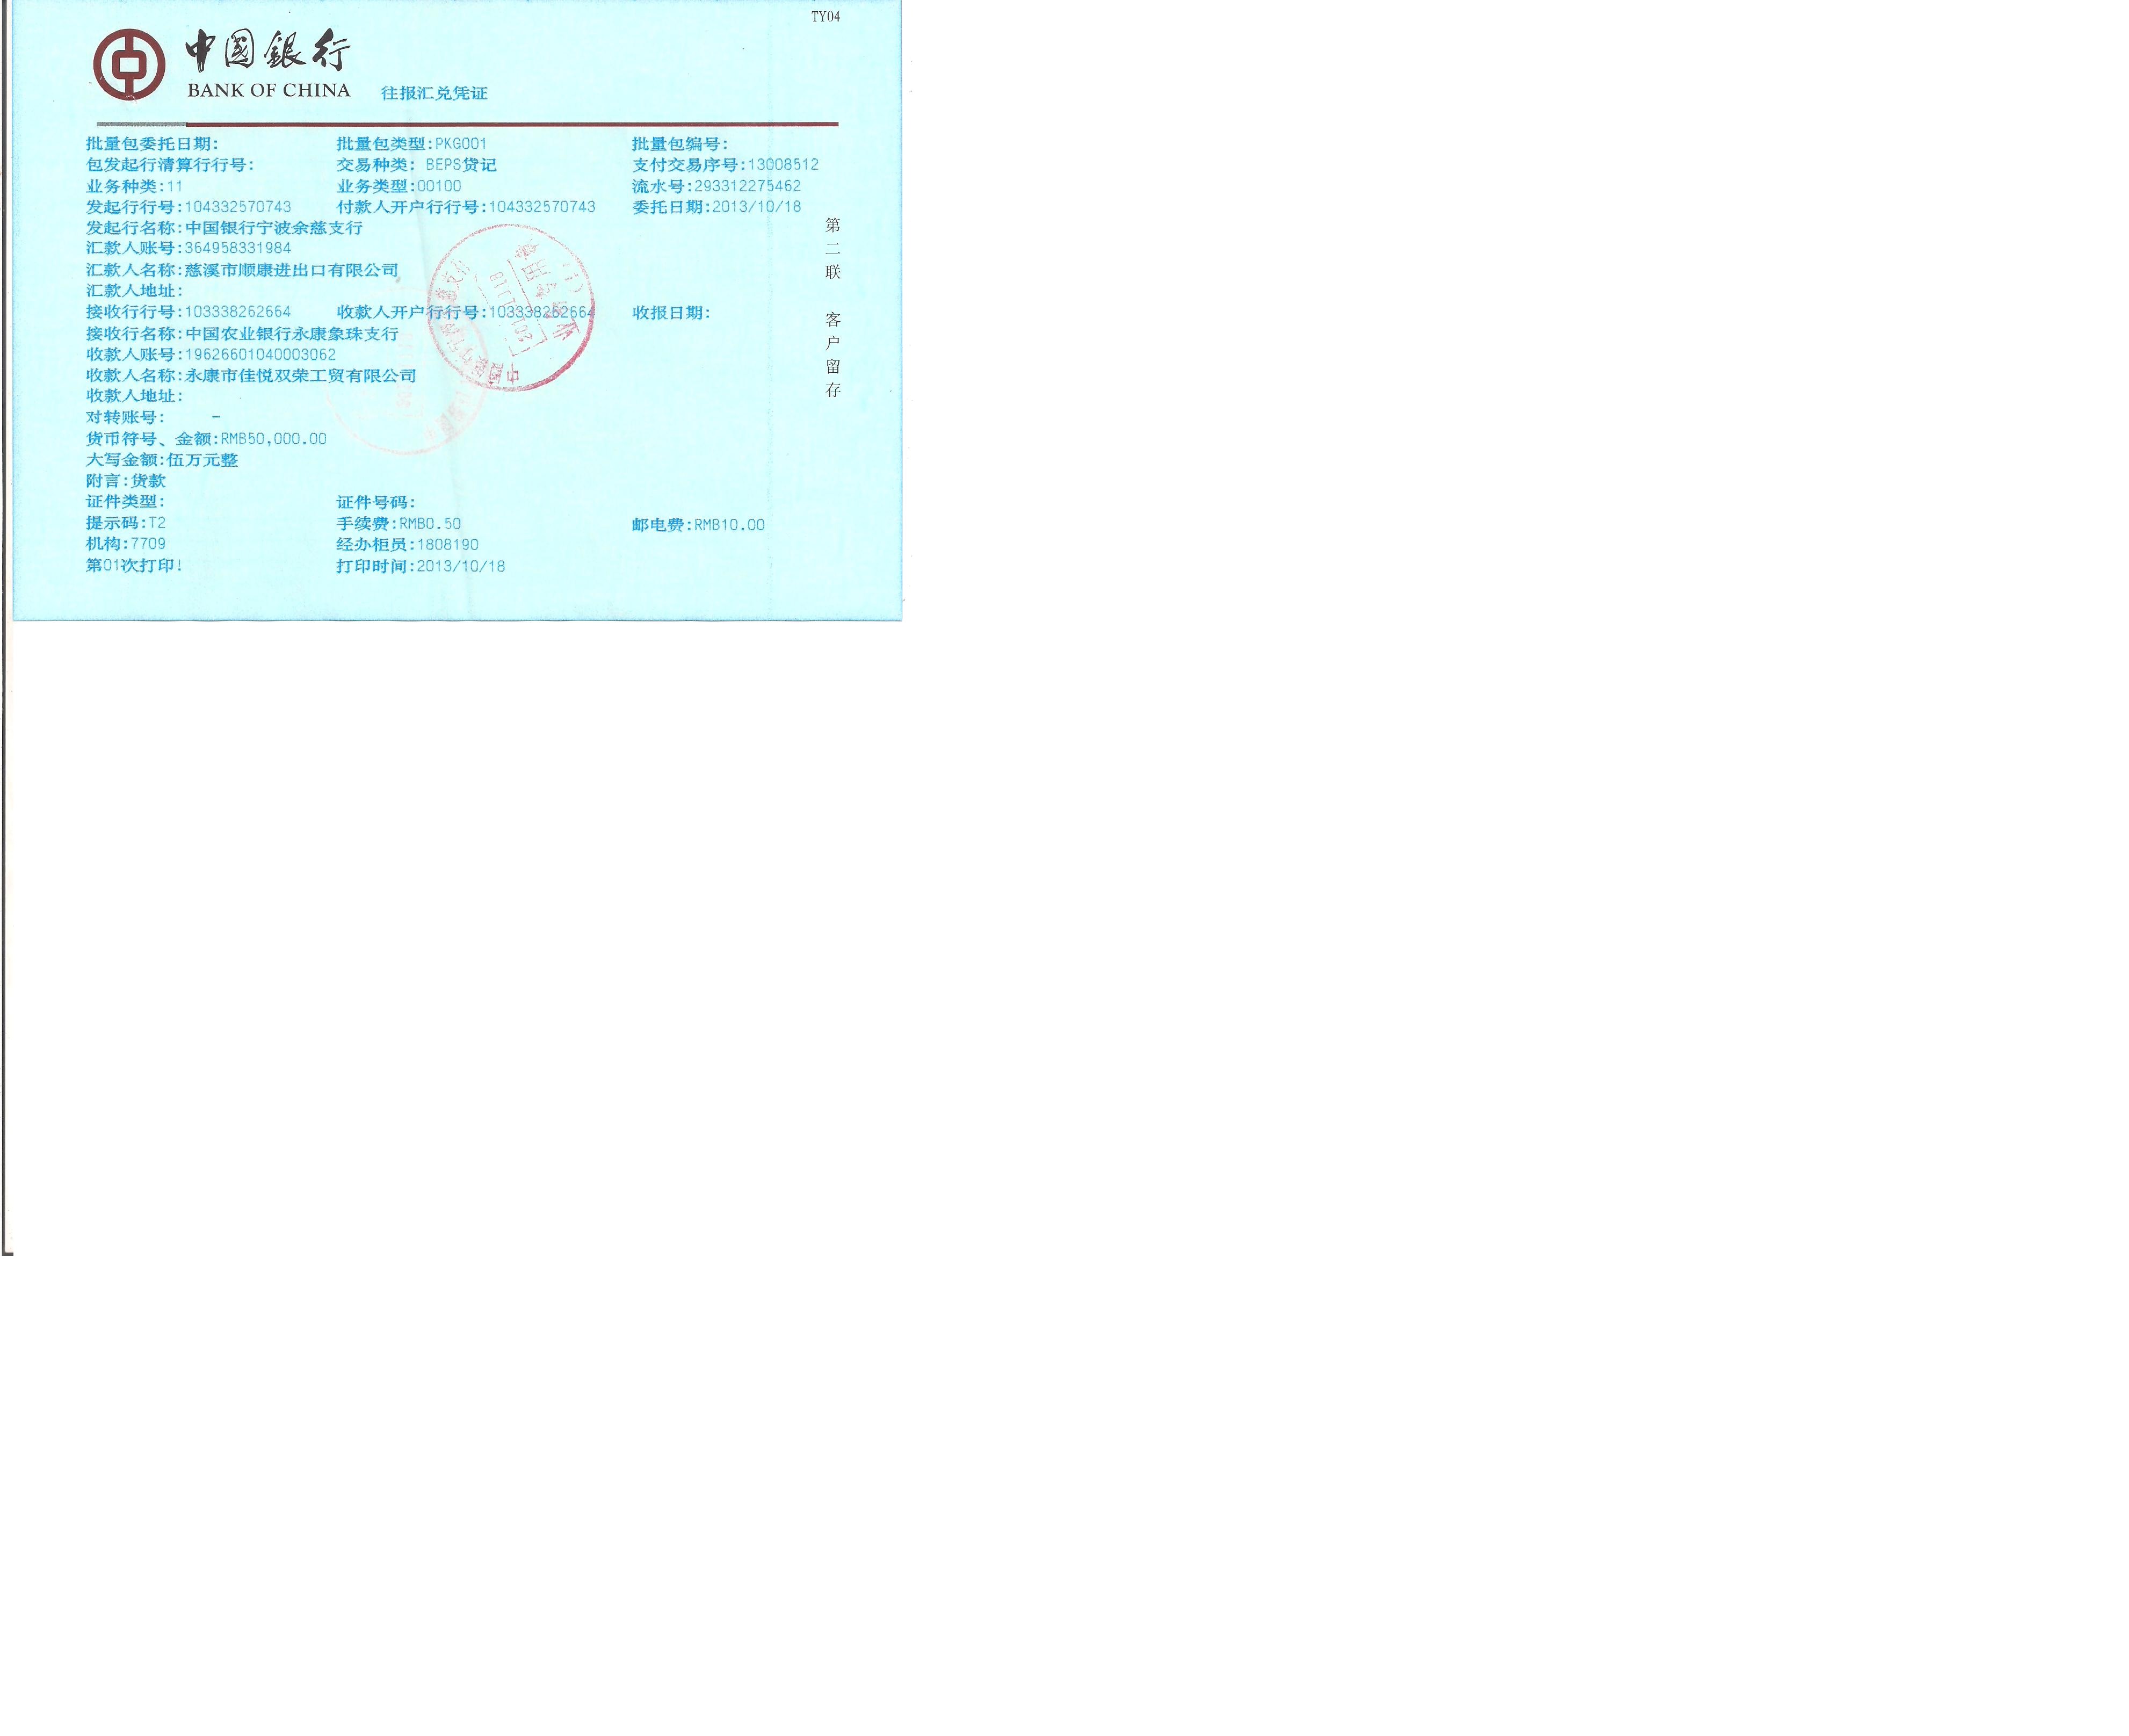 TY04
中國銀行
BANK OF CHINA 往报汇兑凭证
批量包委托日期: 批量包类型:PKG001 批量包编号:
包发起行清算行行号: 交易种类: BEPS贷记 支付交易序号:13008512
业务种类:11 业务类型:00100 流水号:293312275462
发起行行号:104332570743 付款人开户行行号:104332570743 委托日期:2013/10/18
发起行名称:中国银行宁波余慈支行
汇款人账号:364958331984
汇款人名称:慈溪市顺康进出口有限公司
汇款人地址:
接收行行号:103338262664 收款人开户行行号:103338262664 收报日期:
接收行名称:中国农业银行永康象珠支行
收款人账号:19626601040003062
收款人名称:永康市佳悦双荣工贸有限公司
收款人地址:
对转账号: -
货币符号、金额:RMB50,000.00
大写金额:伍万元整
附言:货款
证件类型: 证件号码:
提示码:T2 手续费:RMB0.50 邮电费:RMB10.00
机构:7709 经办柜员:1808190
第01次打印! 打印时间:2013/10/18
第二联 客户留存